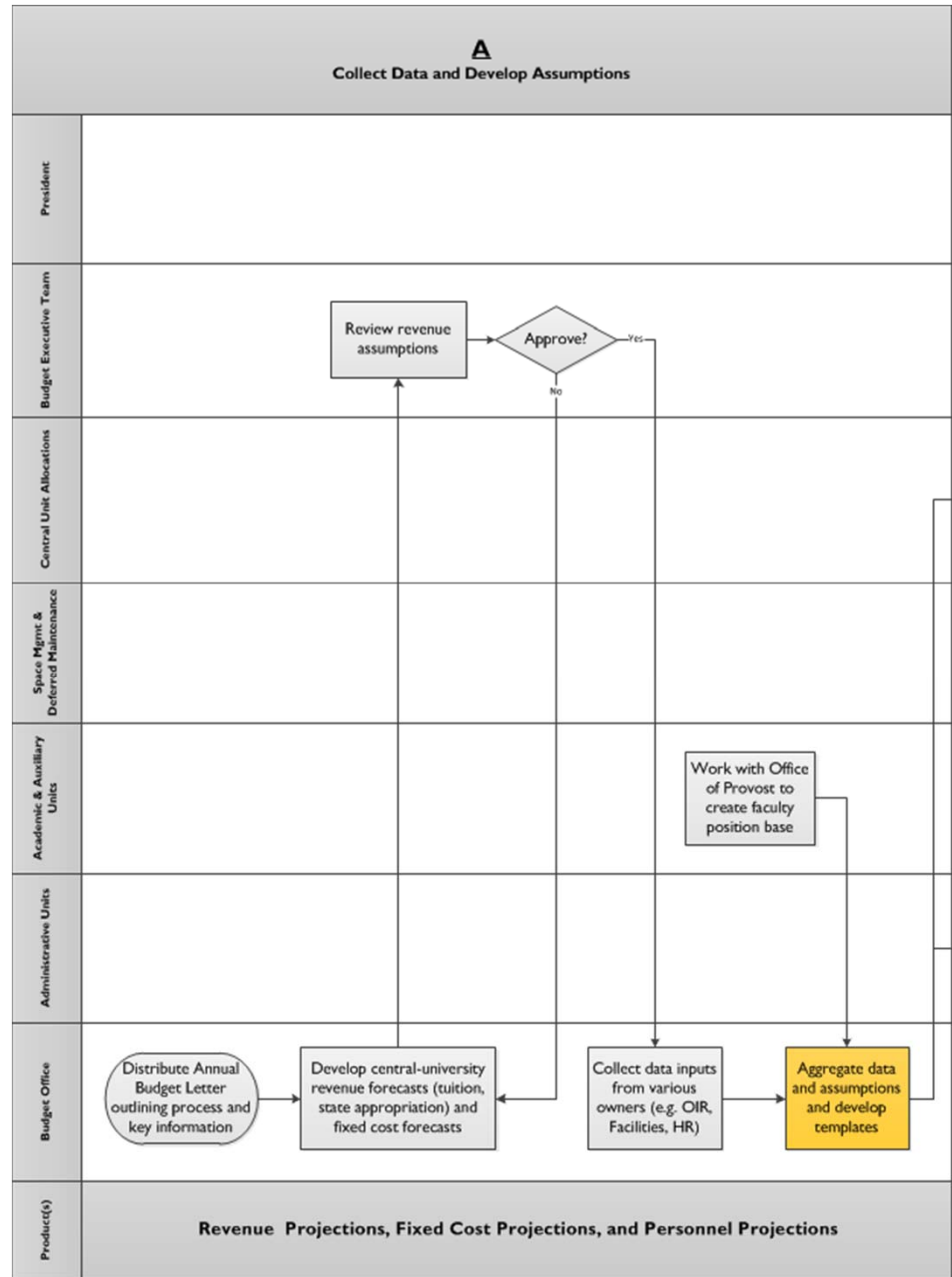 A
Collect Data and Develop Assumptions
President
Budget Executive Team
Review revenue
assumptions
Approve?
Yes
No
Central Unit Allocations
Space Mgmt &
Deferred Maintenance
Academic & Auxiliary
Units
Work with Office
of Provost to
create faculty
position base
Administrative Units
Budget Office
Distribute Annual
Budget Letter
outlining process and
key information
Develop central-university
revenue forecasts (tuition,
state appropriation) and
fixed cost forecasts
Collect data inputs
from various
owners (e.g. OIR,
Facilities, HR)
Aggregate data
and assumptions
and develop
templates
Product(s)
Revenue Projections, Fixed Cost Projections, and Personnel Projections